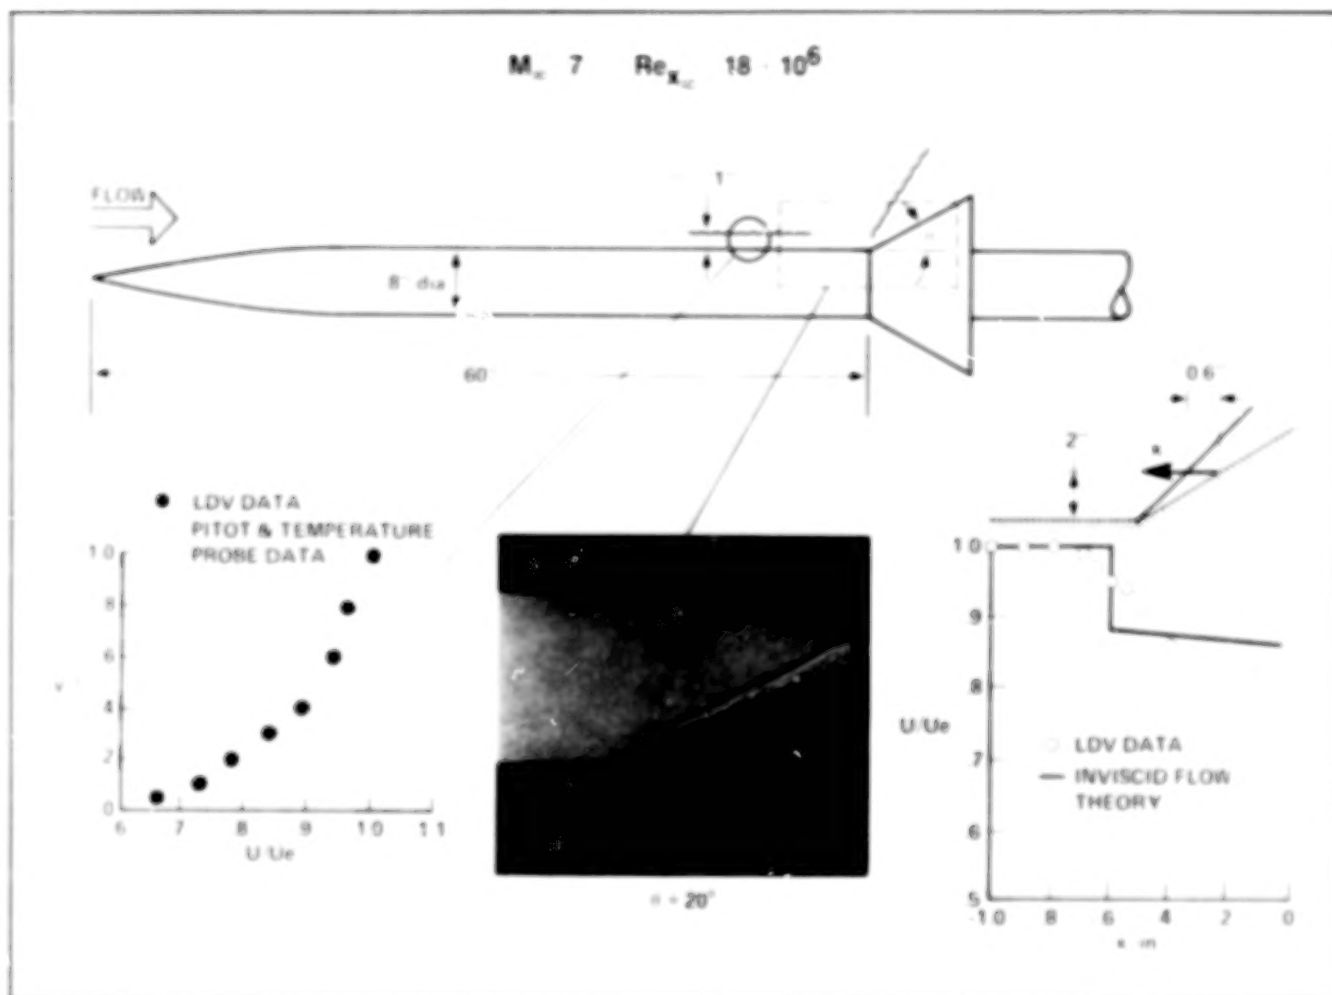 M∞ 7 Re 18 · 10⁶
FLOW
1
8" dia
60
0.6
2
x
● LDV DATA
PITOT & TEMPERATURE
PROBE DATA
1.0
.8
.6
.4
.2
0
.6 .7 .8 .9 1.0 1.1
U/Ue
θ = 20°
1.0
.9
.8
.7
.6
.5
U/Ue
○ LDV DATA
— INVISCID FLOW
THEORY
-1.0 .8 .6 .4 .2 0
x in